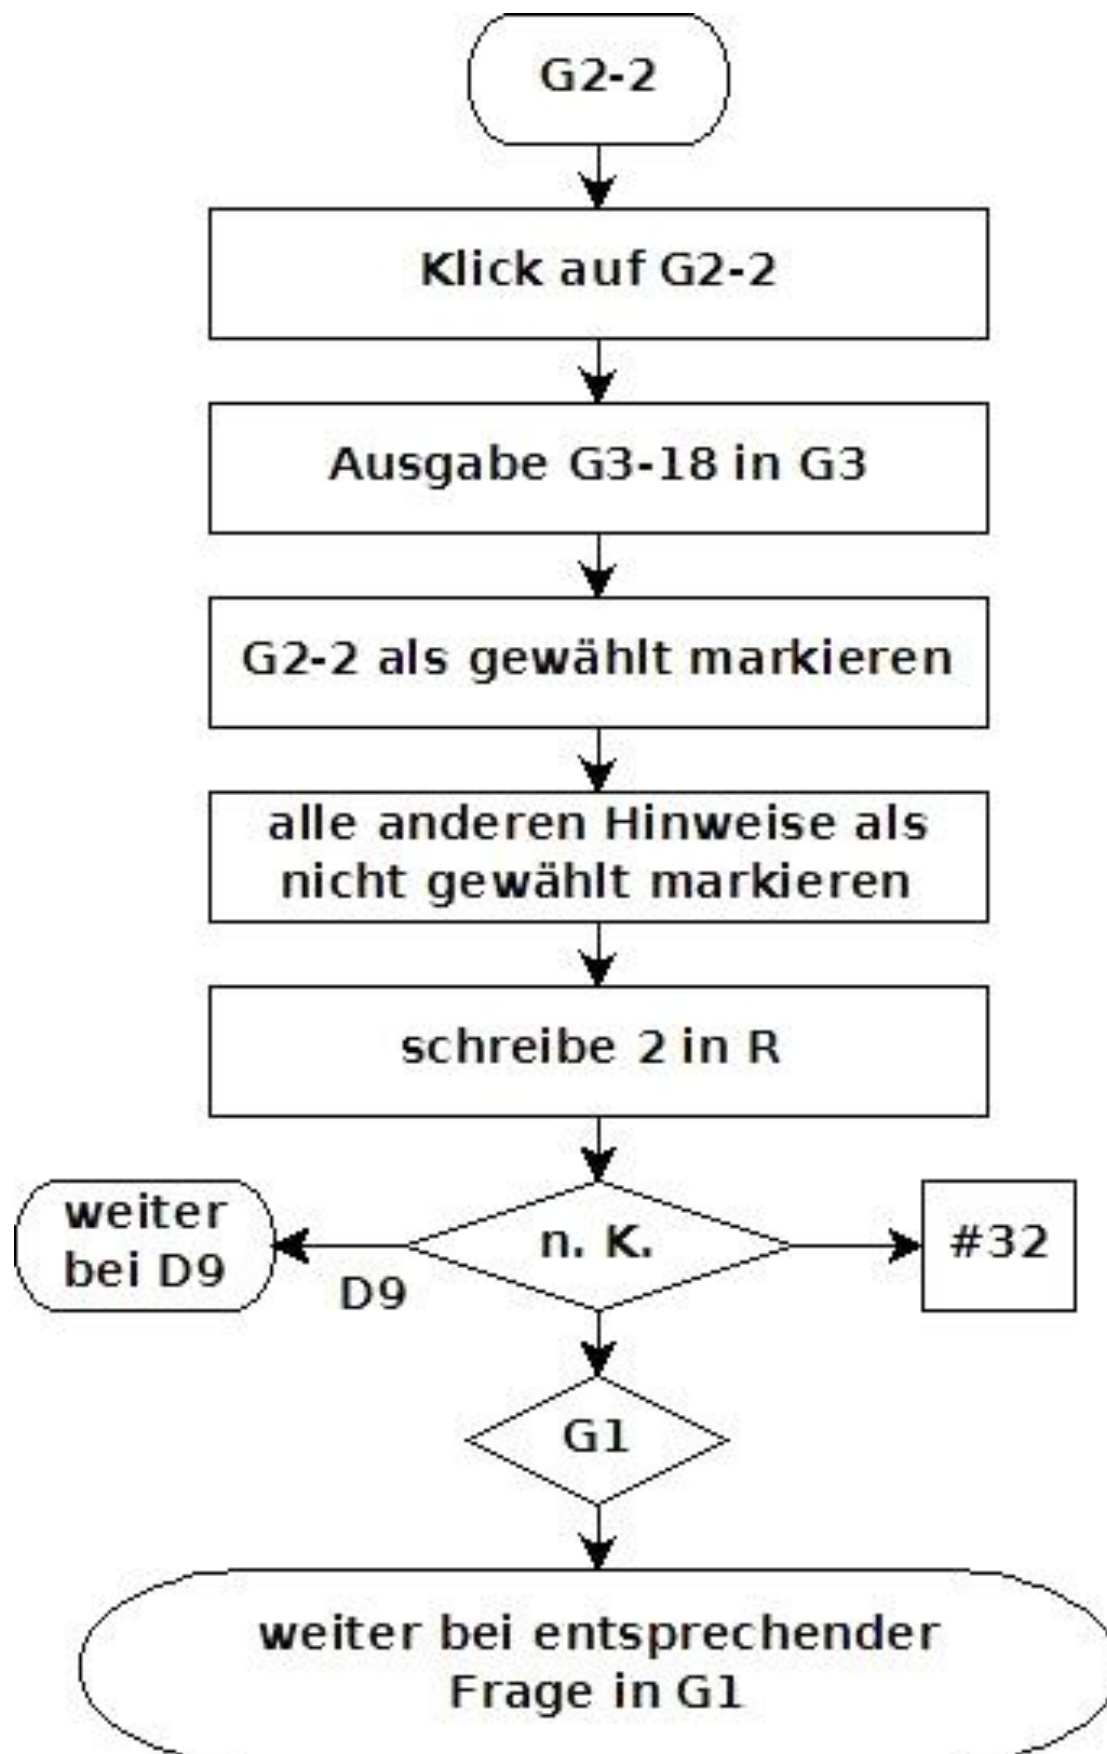 G2-2
Klick auf G2-2
Ausgabe G3-18 in G3
G2-2 als gewählt markieren
alle anderen Hinweise als
nicht gewählt markieren
schreibe 2 in R
weiter
bei D9
D9
n. K.
#32
G1
weiter bei entsprechender
Frage in G1